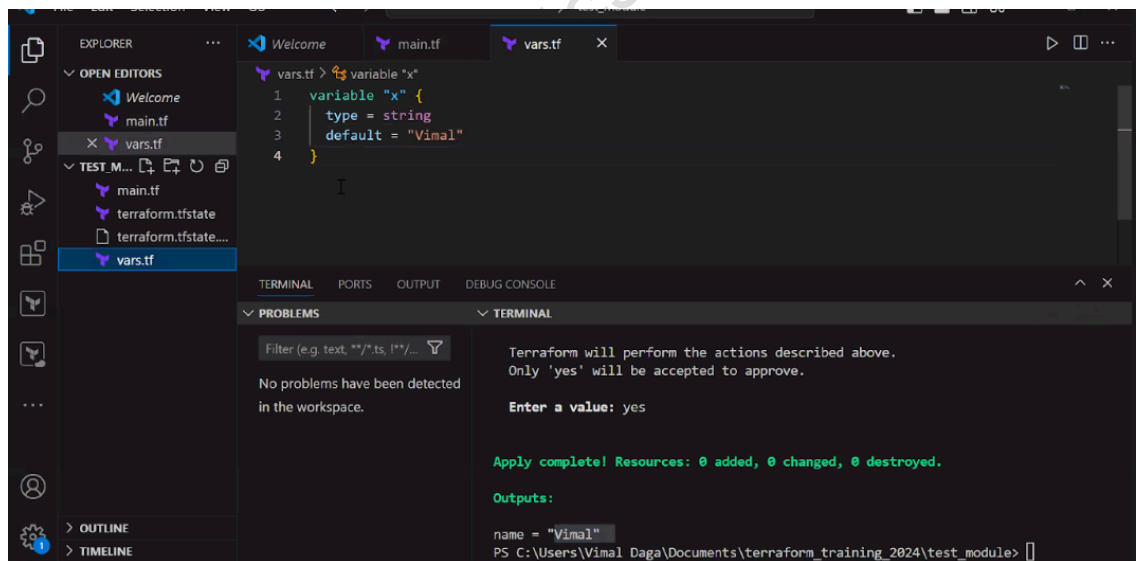 test_module
EXPLORER
Welcome
main.tf
vars.tf
OPEN EDITORS
Welcome
main.tf
vars.tf
TEST_M...
main.tf
terraform.tfstate
terraform.tfstate....
vars.tf
OUTLINE
TIMELINE
vars.tf > variable "x"
1 variable "x" {
2 type = string
3 default = "Vimal"
4 }
TERMINAL PORTS OUTPUT DEBUG CONSOLE
PROBLEMS
Filter (e.g. text, **/*.ts, !**/...
No problems have been detected
in the workspace.
TERMINAL
Terraform will perform the actions described above.
Only 'yes' will be accepted to approve.
Enter a value: yes
Apply complete! Resources: 0 added, 0 changed, 0 destroyed.
Outputs:
name = "Vimal"
PS C:\Users\Vimal Daga\Documents\terraform_training_2024\test_module>
1